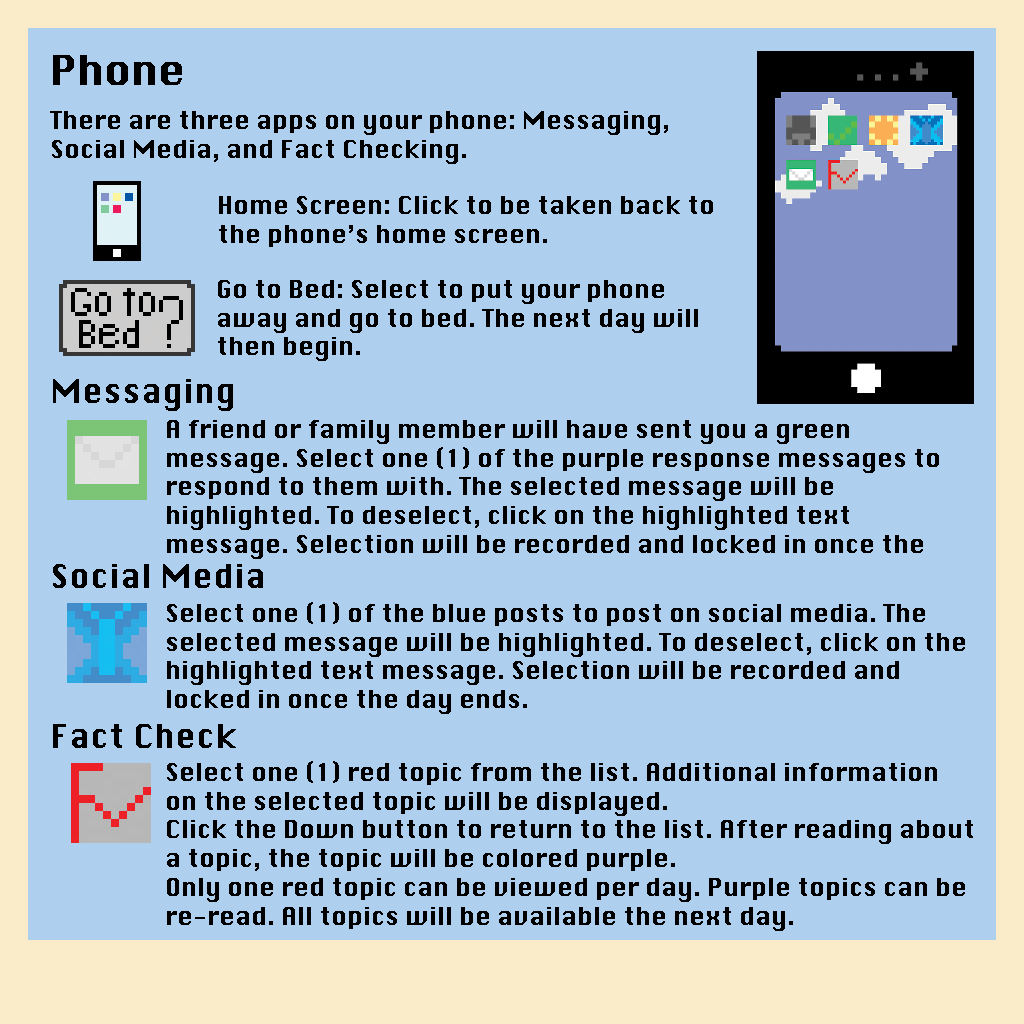 Phone
There are three apps on your phone: Messaging,
Social Media, and Fact Checking.
Home Screen: Click to be taken back to
the phone's home screen.
Go to Bed?
Go to Bed: Select to put your phone
away and go to bed. The next day will
then begin.
Messaging
A friend or family member will have sent you a green
message. Select one (1) of the purple response messages to
respond to them with. The selected message will be
highlighted. To deselect, click on the highlighted text
message. Selection will be recorded and locked in once the
Social Media
Select one (1) of the blue posts to post on social media. The
selected message will be highlighted. To deselect, click on the
highlighted text message. Selection will be recorded and
locked in once the day ends.
Fact Check
Select one (1) red topic from the list. Additional information
on the selected topic will be displayed.
Click the Down button to return to the list. After reading about
a topic, the topic will be colored purple.
Only one red topic can be viewed per day. Purple topics can be
re-read. All topics will be available the next day.